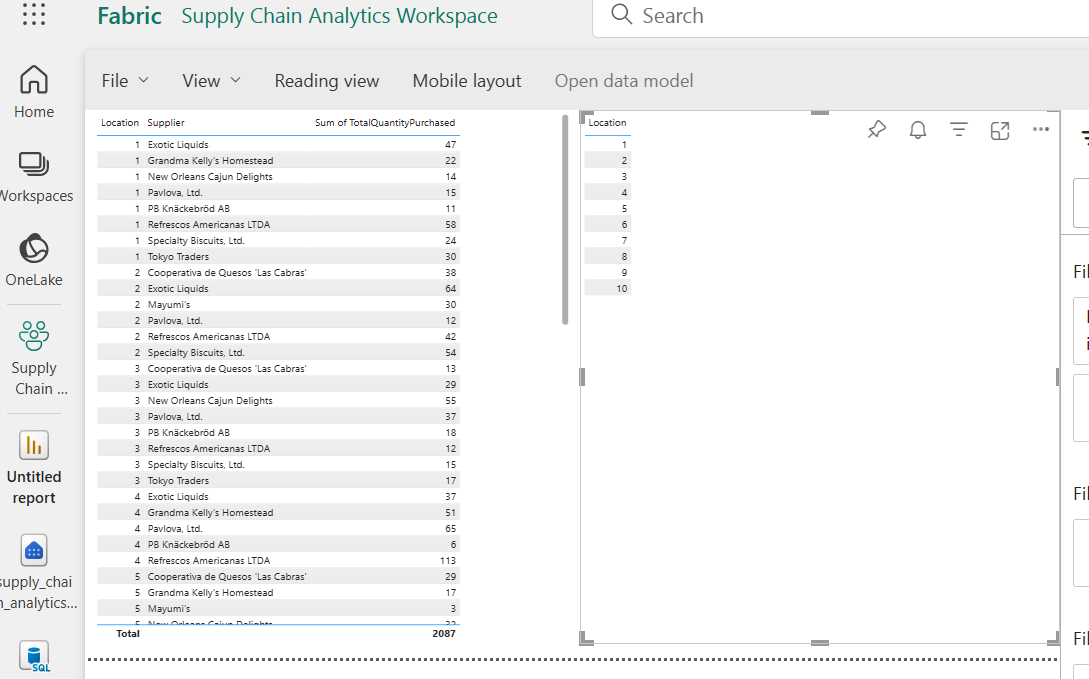 Fabric Supply Chain Analytics Workspace Search
File View Reading view Mobile layout Open data model
Home
Workspaces
OneLake
Supply
Chain ...
Untitled
report
supply_chai
n_analytics...
SQL
Location Supplier Sum of TotalQuantityPurchased
1 Exotic Liquids 47
1 Grandma Kelly's Homestead 22
1 New Orleans Cajun Delights 14
1 Pavlova, Ltd. 15
1 PB Knäckebröd AB 11
1 Refrescos Americanas LTDA 58
1 Specialty Biscuits, Ltd. 24
1 Tokyo Traders 30
2 Cooperativa de Quesos 'Las Cabras' 38
2 Exotic Liquids 64
2 Mayumi's 30
2 Pavlova, Ltd. 12
2 Refrescos Americanas LTDA 42
2 Specialty Biscuits, Ltd. 54
3 Cooperativa de Quesos 'Las Cabras' 13
3 Exotic Liquids 29
3 New Orleans Cajun Delights 55
3 Pavlova, Ltd. 37
3 PB Knäckebröd AB 18
3 Refrescos Americanas LTDA 12
3 Specialty Biscuits, Ltd. 15
3 Tokyo Traders 17
4 Exotic Liquids 37
4 Grandma Kelly's Homestead 51
4 Pavlova, Ltd. 65
4 PB Knäckebröd AB 6
4 Refrescos Americanas LTDA 113
5 Cooperativa de Quesos 'Las Cabras' 29
5 Grandma Kelly's Homestead 17
5 Mayumi's 3
5 New Orleans Cajun Delights
Total 2087
Location
1
2
3
4
5
6
7
8
9
10
Fil
Fil
Fil